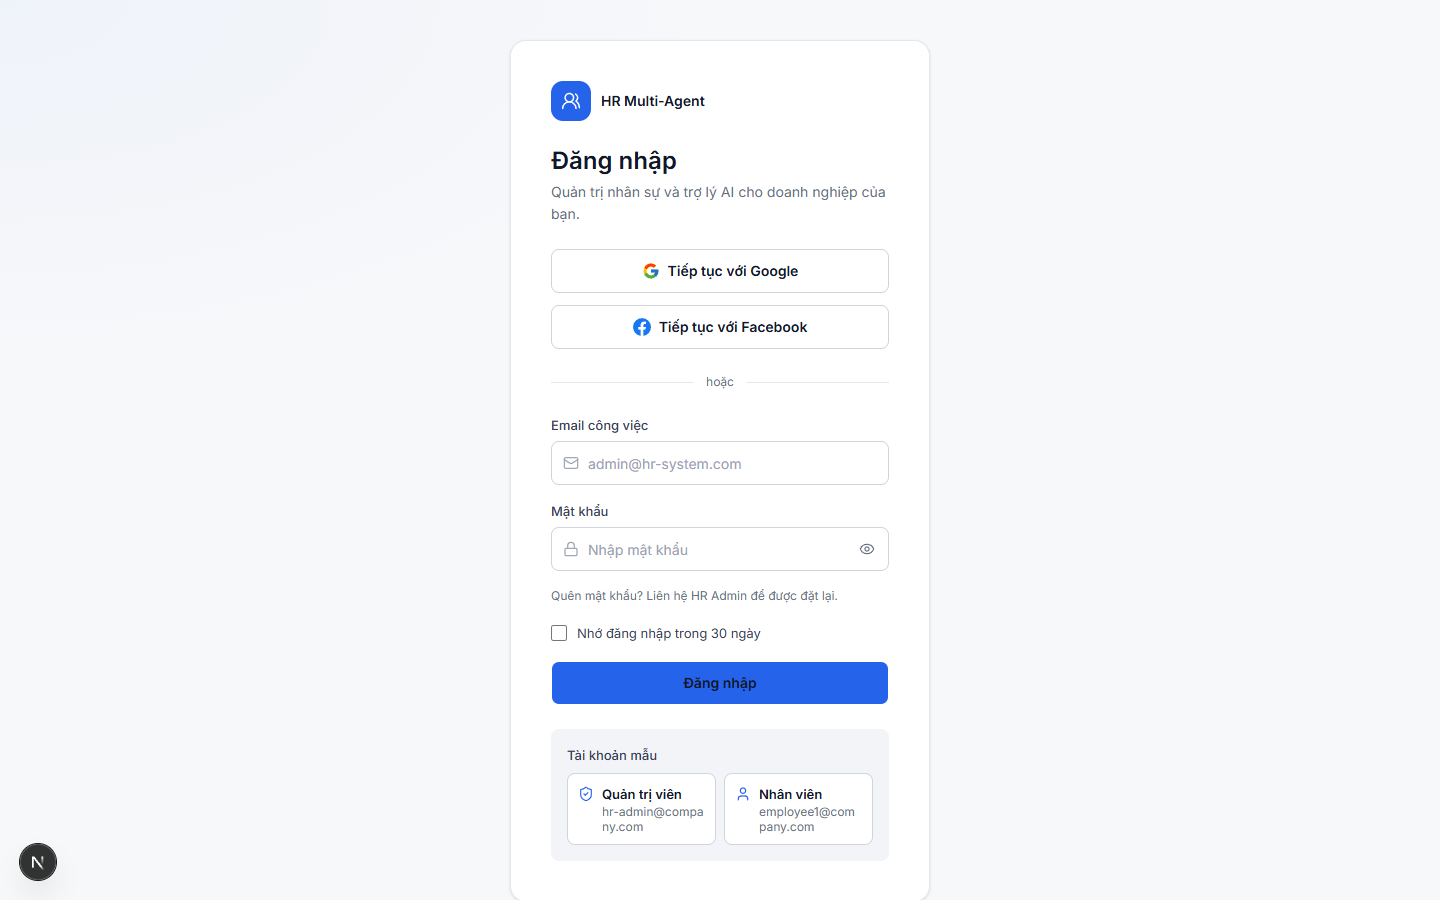 HR Multi-Agent
Đăng nhập
Quản trị nhân sự và trợ lý AI cho doanh nghiệp của
bạn.
Tiếp tục với Google
Tiếp tục với Facebook
hoặc
Email công việc
admin@hr-system.com
Mật khẩu
Nhập mật khẩu
Quên mật khẩu? Liên hệ HR Admin để được đặt lại.
Nhớ đăng nhập trong 30 ngày
Đăng nhập
Tài khoản mẫu
Quản trị viên
hr-admin@compa
ny.com
Nhân viên
employee1@com
pany.com
N